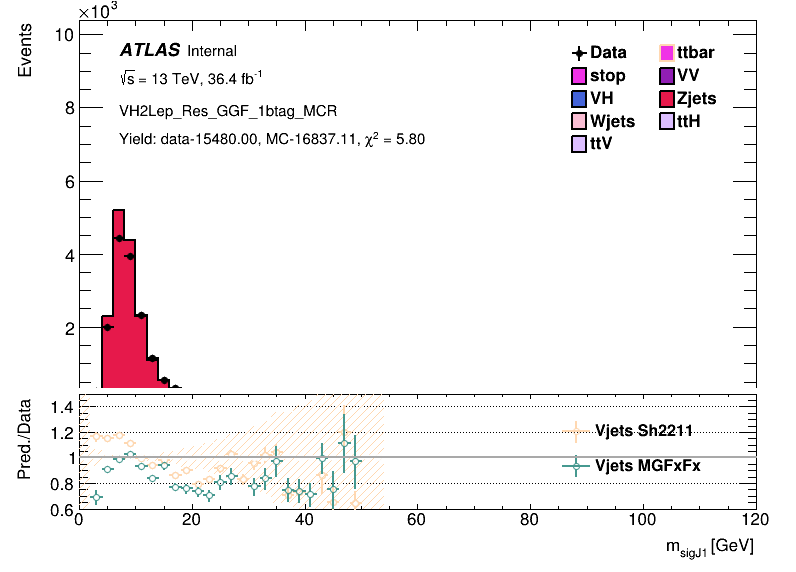 ×10³
Events
10
8
6
4
2
ATLAS Internal
√s = 13 TeV, 36.4 fb⁻¹
VH2Lep_Res_GGF_1btag_MCR
Yield: data-15480.00, MC-16837.11, χ² = 5.80
Data
ttbar
stop
VV
VH
Zjets
Wjets
ttH
ttV
Pred./Data
1.4
1.2
1
0.8
0.6
Vjets Sh2211
Vjets MGFxFx
0 20 40 60 80 100 120
m_sigJ1 [GeV]